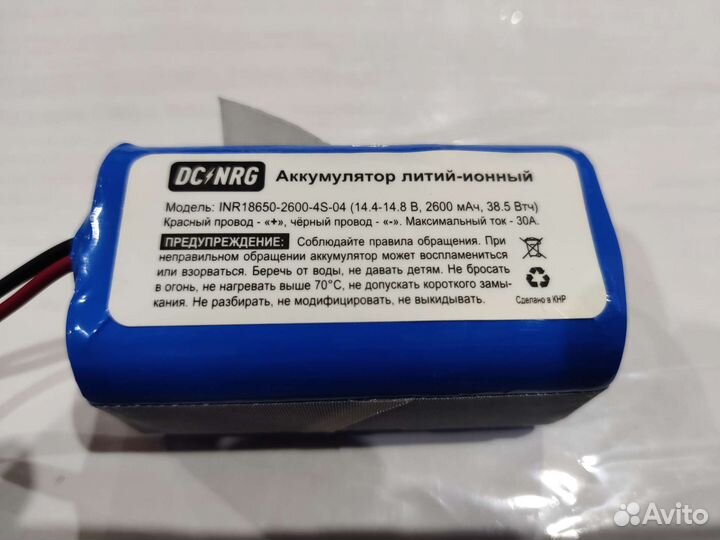 DC NRG Аккумулятор литий-ионный
Модель: INR18650-2600-4S-04 (14.4-14.8 В, 2600 мАч, 38.5 Втч)
Красный провод - «+», чёрный провод - «-». Максимальный ток - 30А.
ПРЕДУПРЕЖДЕНИЕ: Соблюдайте правила обращения. При
неправильном обращении аккумулятор может воспламениться
или взорваться. Беречь от воды, не давать детям. Не бросать
в огонь, не нагревать выше 70°С, не допускать короткого замы-
кания. Не разбирать, не модифицировать, не выкидывать.
Сделано в КНР
Avito